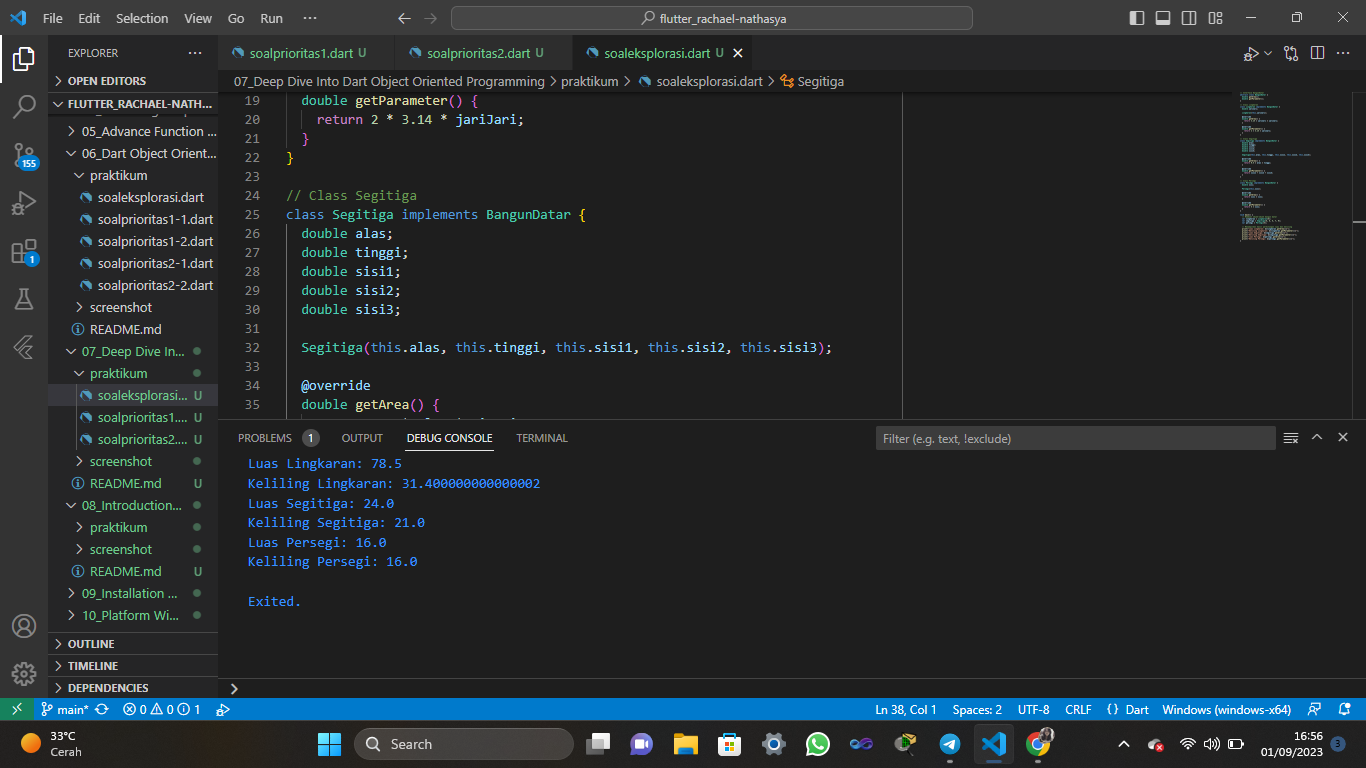 File Edit Selection View Go Run ··· flutter_rachael-nathasya
EXPLORER ···
OPEN EDITORS
FLUTTER_RACHAEL-NATH...
05_Advance Function ...
06_Dart Object Orient...
praktikum
soaleksplorasi.dart
soalprioritas1-1.dart
soalprioritas1-2.dart
soalprioritas2-1.dart
soalprioritas2-2.dart
screenshot
README.md
07_Deep Dive In...
praktikum
soaleksplorasi... U
soalprioritas1.... U
soalprioritas2.... U
screenshot
README.md U
08_Introduction...
praktikum
screenshot
README.md U
09_Installation ...
10_Platform Wi...
OUTLINE
TIMELINE
DEPENDENCIES
155
1
soalprioritas1.dart U soalprioritas2.dart U soaleksplorasi.dart U
07_Deep Dive Into Dart Object Oriented Programming > praktikum > soaleksplorasi.dart > Segitiga
19 double getParameter() {
20 return 2 * 3.14 * jariJari;
21 }
22 }
23
24 // Class Segitiga
25 class Segitiga implements BangunDatar {
26 double alas;
27 double tinggi;
28 double sisi1;
29 double sisi2;
30 double sisi3;
31
32 Segitiga(this.alas, this.tinggi, this.sisi1, this.sisi2, this.sisi3);
33
34 @override
35 double getArea() {
PROBLEMS 1 OUTPUT DEBUG CONSOLE TERMINAL Filter (e.g. text, !exclude)
Luas Lingkaran: 78.5
Keliling Lingkaran: 31.400000000000002
Luas Segitiga: 24.0
Keliling Segitiga: 21.0
Luas Persegi: 16.0
Keliling Persegi: 16.0
Exited.
main* 0 0 1 Ln 38, Col 1 Spaces: 2 UTF-8 CRLF {} Dart Windows (windows-x64)
33°C
Cerah
Search
16:56
01/09/2023
3